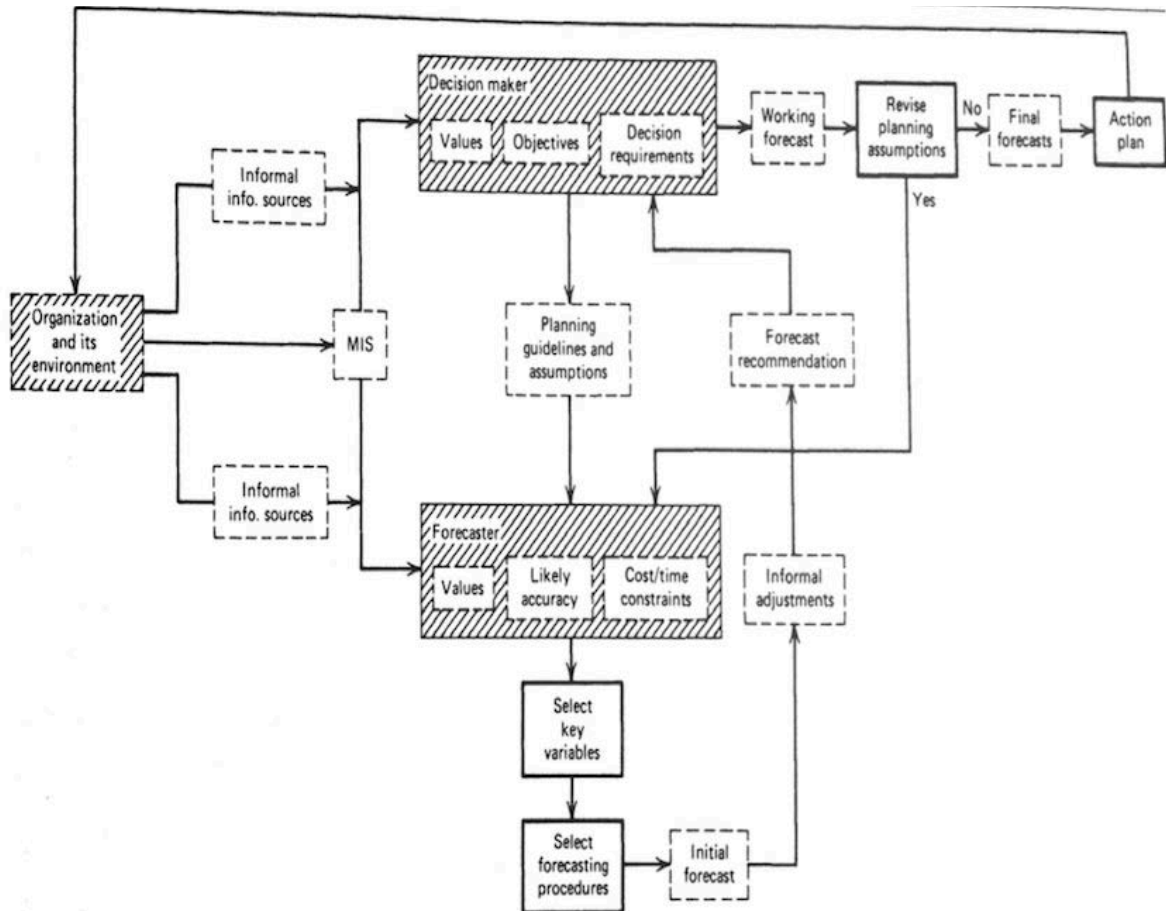 Decision maker
Values
Objectives
Decision
requirements
Working
forecast
Revise
planning
assumptions
No
Final
forecasts
Action
plan
Yes
Informal
info. sources
Organization
and its
environment
MIS
Planning
guidelines and
assumptions
Forecast
recommendation
Informal
info. sources
Forecaster
Values
Likely
accuracy
Cost/time
constraints
Informal
adjustments
Select
key
variables
Select
forecasting
procedures
Initial
forecast